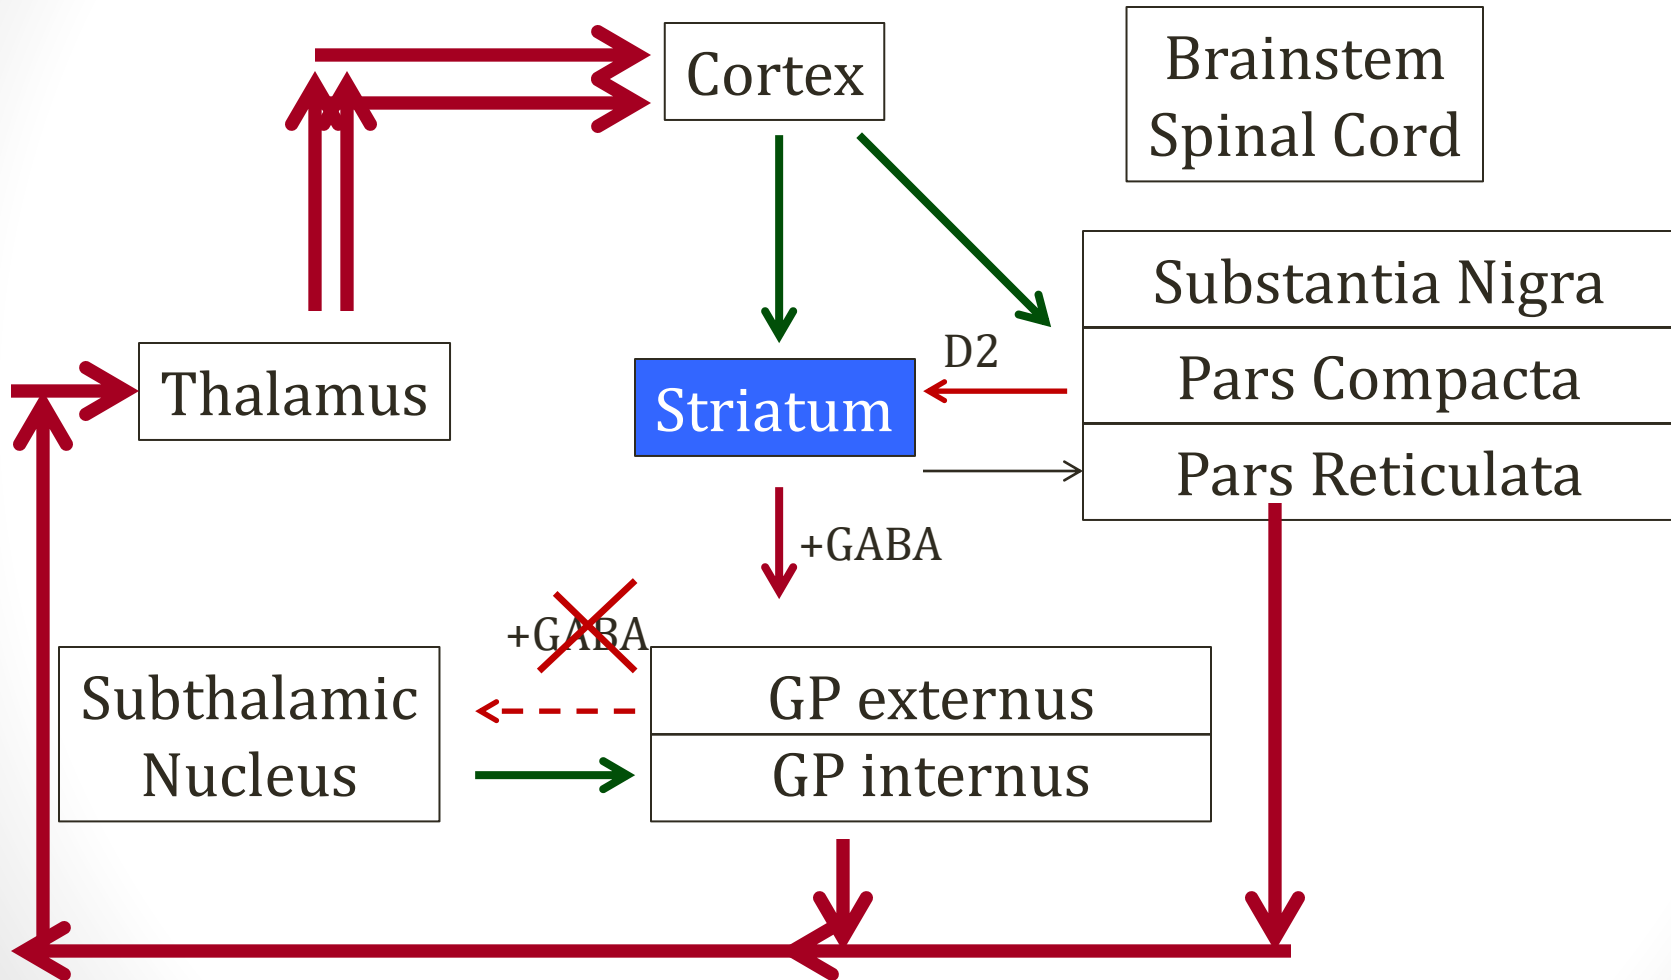 Cortex
Brainstem
Spinal Cord
Substantia Nigra
D2
Pars Compacta
Thalamus
Striatum
Pars Reticulata
+GABA
+GABA
Subthalamic
Nucleus
GP externus
GP internus